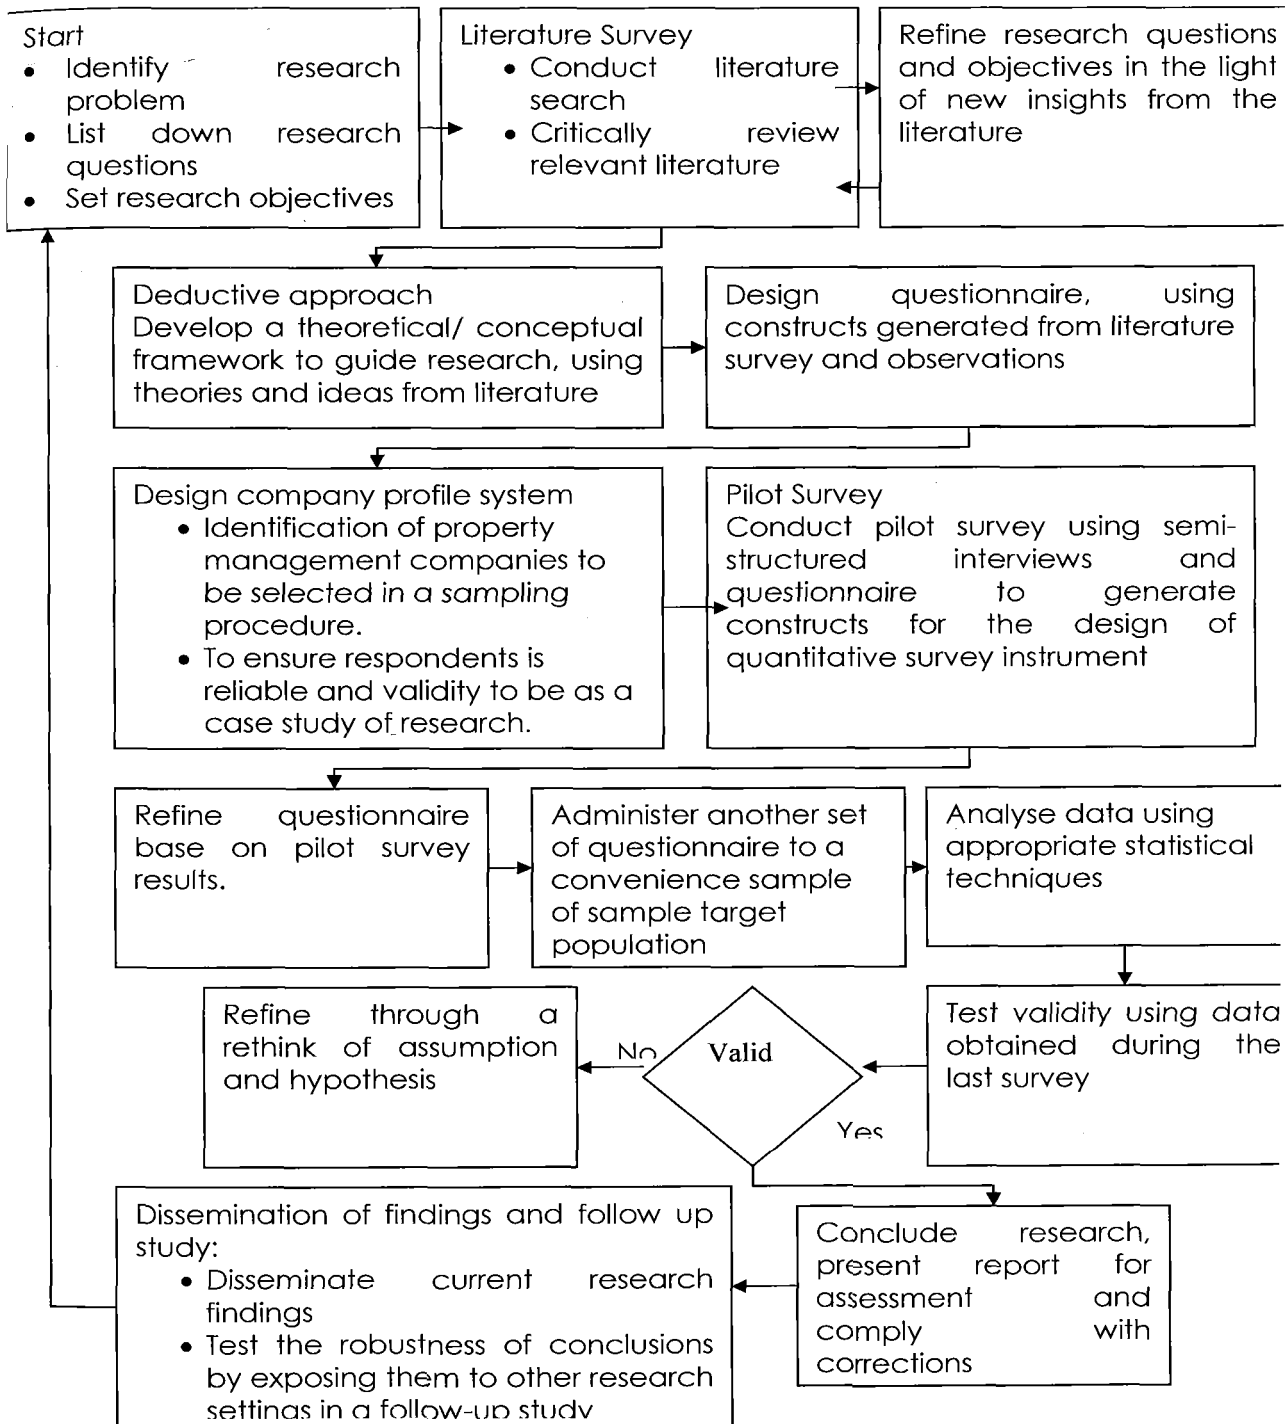 Start
• Identify research
problem
• List down research
questions
• Set research objectives
Literature Survey
• Conduct literature
search
• Critically review
relevant literature
Refine research questions
and objectives in the light
of new insights from the
literature
Deductive approach
Develop a theoretical/ conceptual
framework to guide research, using
theories and ideas from literature
Design questionnaire, using
constructs generated from literature
survey and observations
Design company profile system
• Identification of property
management companies to
be selected in a sampling
procedure.
• To ensure respondents is
reliable and validity to be as a
case study of research.
Pilot Survey
Conduct pilot survey using semi-
structured interviews and
questionnaire to generate
constructs for the design of
quantitative survey instrument
Refine questionnaire
base on pilot survey
results.
Administer another set
of questionnaire to a
convenience sample
of sample target
population
Analyse data using
appropriate statistical
techniques
Refine through a
rethink of assumption
and hypothesis
No
Valid
Yes
Test validity using data
obtained during the
last survey
Dissemination of findings and follow up
study:
• Disseminate current research
findings
• Test the robustness of conclusions
by exposing them to other research
settings in a follow-up study
Conclude research,
present report for
assessment and
comply with
corrections